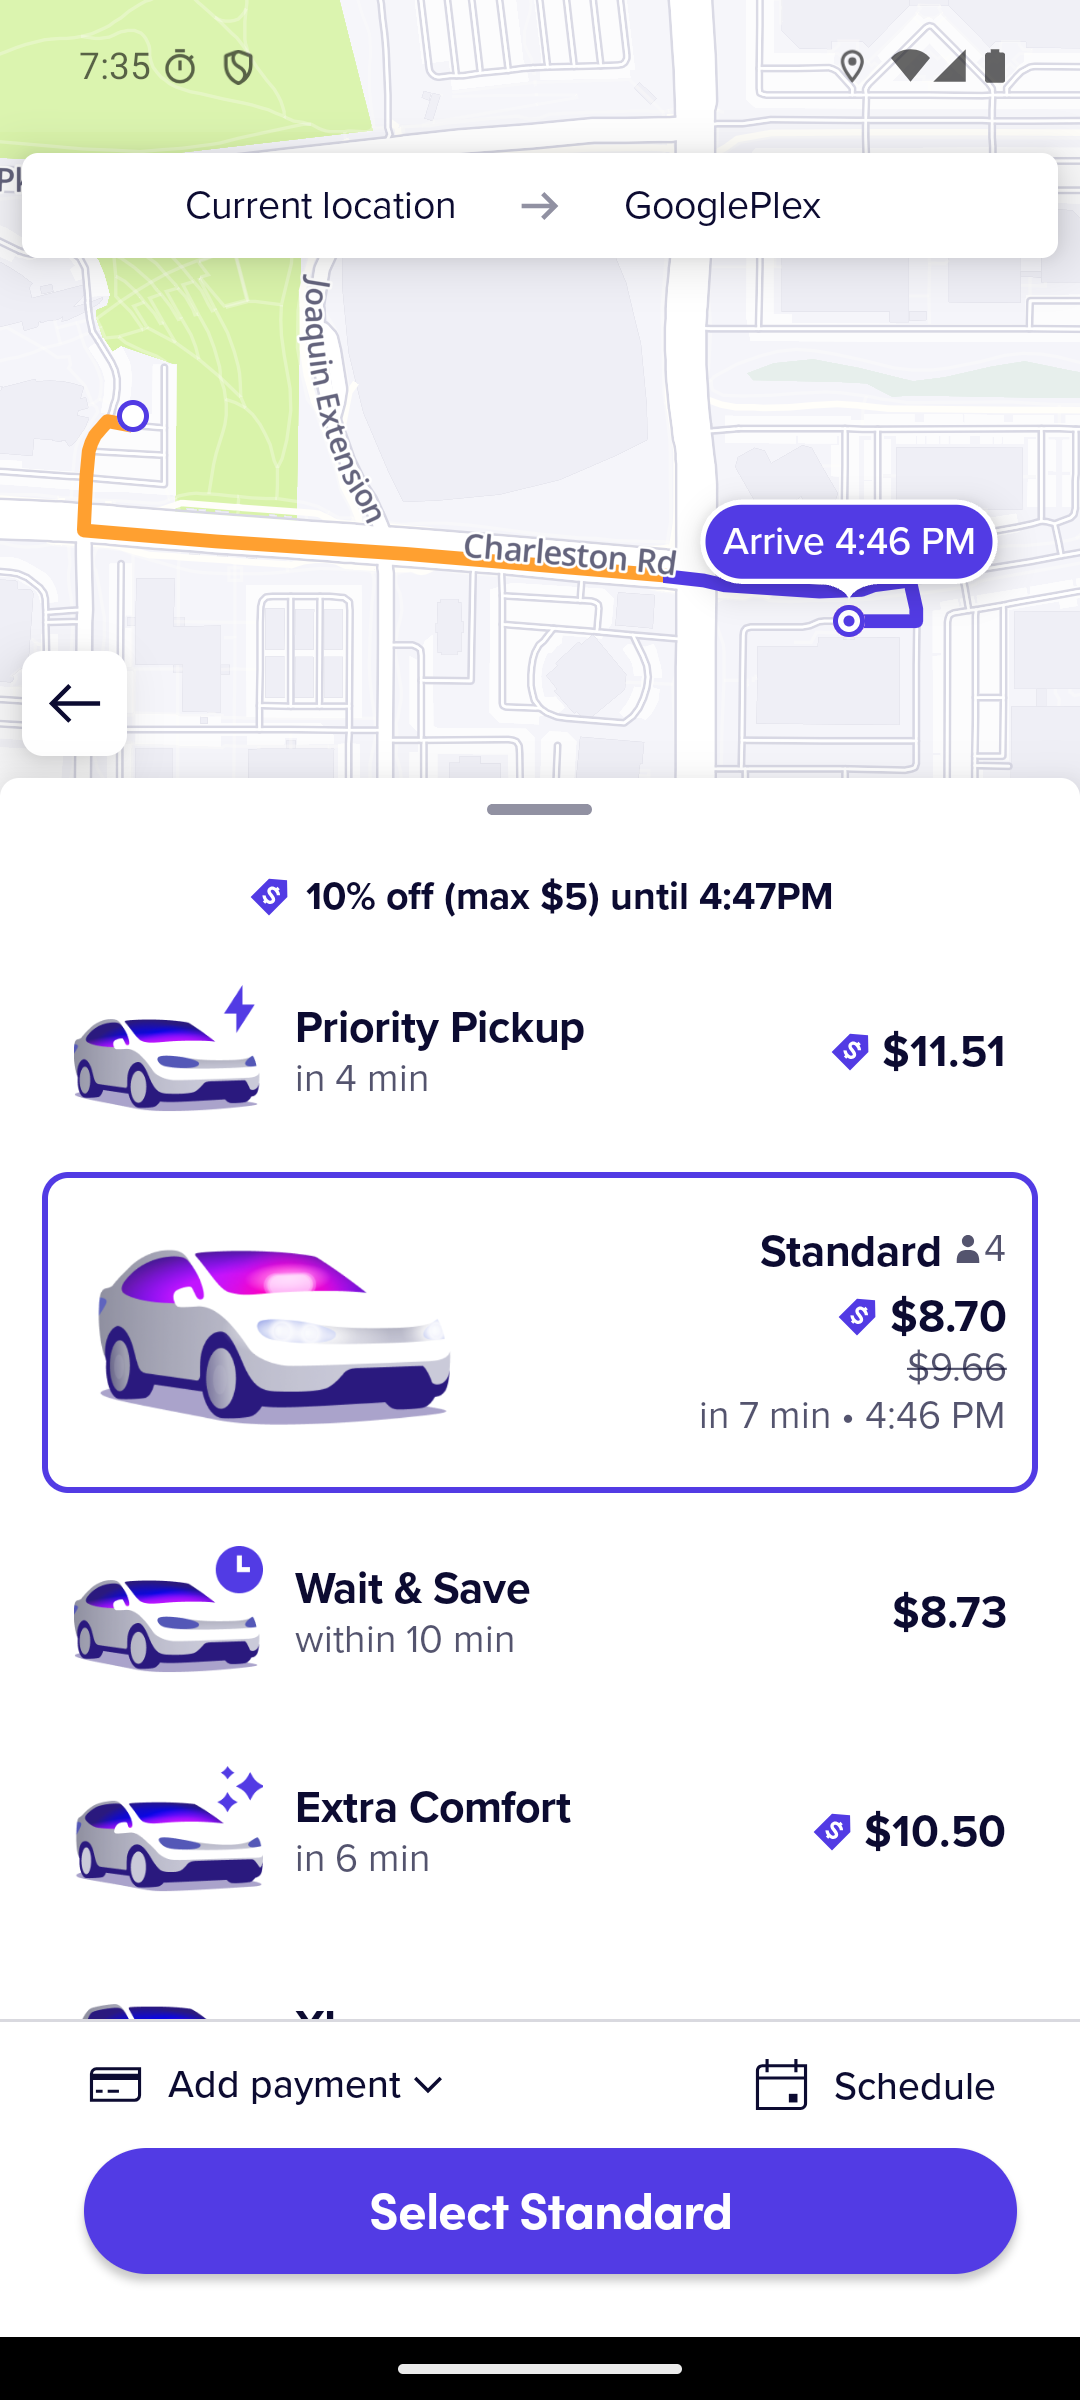 7:35
Current location → GooglePlex
Joaquin Extension
Charleston Rd
Arrive 4:46 PM
10% off (max $5) until 4:47PM
Priority Pickup
in 4 min
$11.51
Standard 4
$8.70
$9.66
in 7 min • 4:46 PM
Wait & Save
within 10 min
$8.73
Extra Comfort
in 6 min
$10.50
Add payment
Schedule
Select Standard